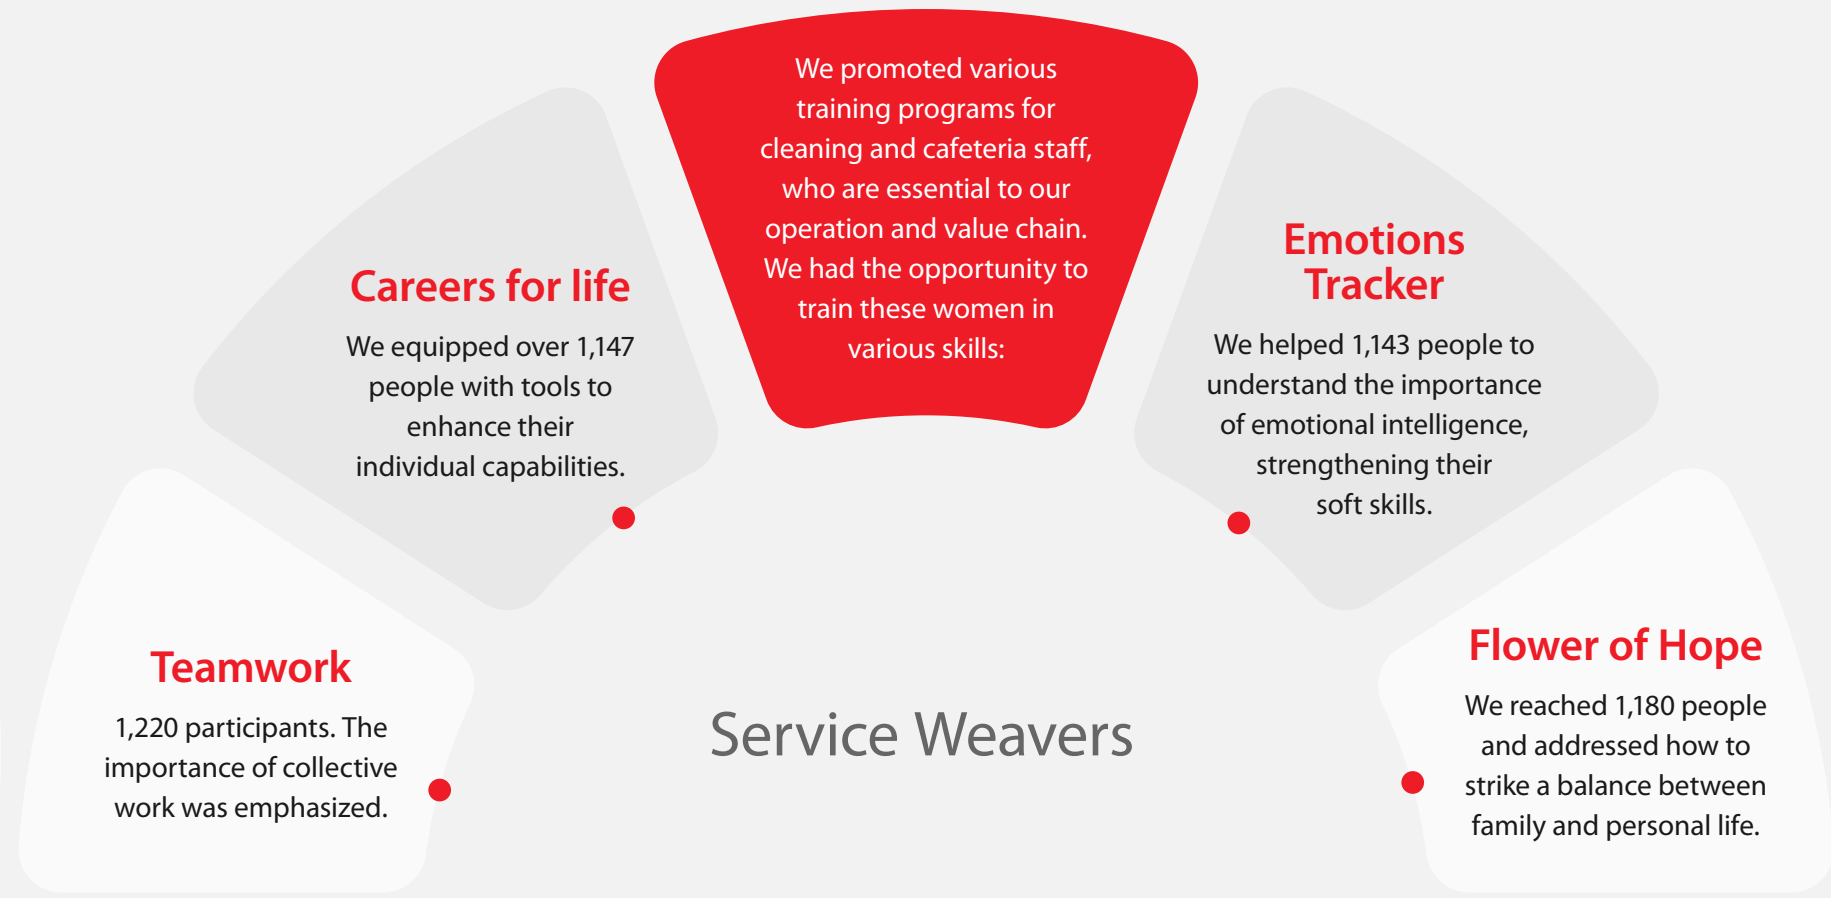 We promoted various
training programs for
cleaning and cafeteria staff,
who are essential to our
operation and value chain.
We had the opportunity to
train these women in
various skills:
Careers for life
We equipped over 1,147
people with tools to
enhance their
individual capabilities.
Emotions
Tracker
We helped 1,143 people to
understand the importance
of emotional intelligence,
strengthening their
soft skills.
Teamwork
1,220 participants. The
importance of collective
work was emphasized.
Service Weavers
Flower of Hope
We reached 1,180 people
and addressed how to
strike a balance between
family and personal life.